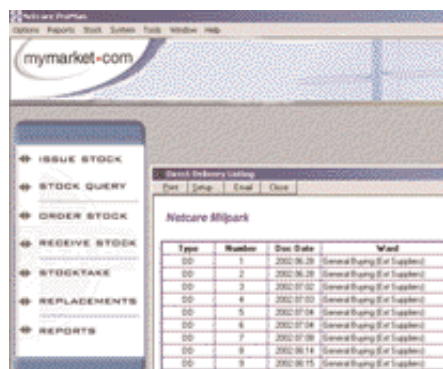 Netcare ProMan
Options Reports Stock System Tools Window Help
mymarket-com
ISSUE STOCK
STOCK QUERY
ORDER STOCK
RECEIVE STOCK
STOCKTAKE
REPLACEMENTS
REPORTS
Direct Delivery Listing
Print Setup Email Close
Netcare Milpark
Type Number Doc Date Ward
DD 1 2002.06.28 General Buying (Ext Suppliers)
DD 2 2002.06.28 General Buying (Ext Suppliers)
DD 3 2002.07.02 General Buying (Ext Suppliers)
DD 4 2002.07.03 General Buying (Ext Suppliers)
DD 5 2002.07.04 General Buying (Ext Suppliers)
DD 6 2002.07.04 General Buying (Ext Suppliers)
DD 7 2002.07.08 General Buying (Ext Suppliers)
DD 8 2002.08.14 General Buying (Ext Suppliers)
DD 9 2002.08.15 General Buying (Ext Suppliers)